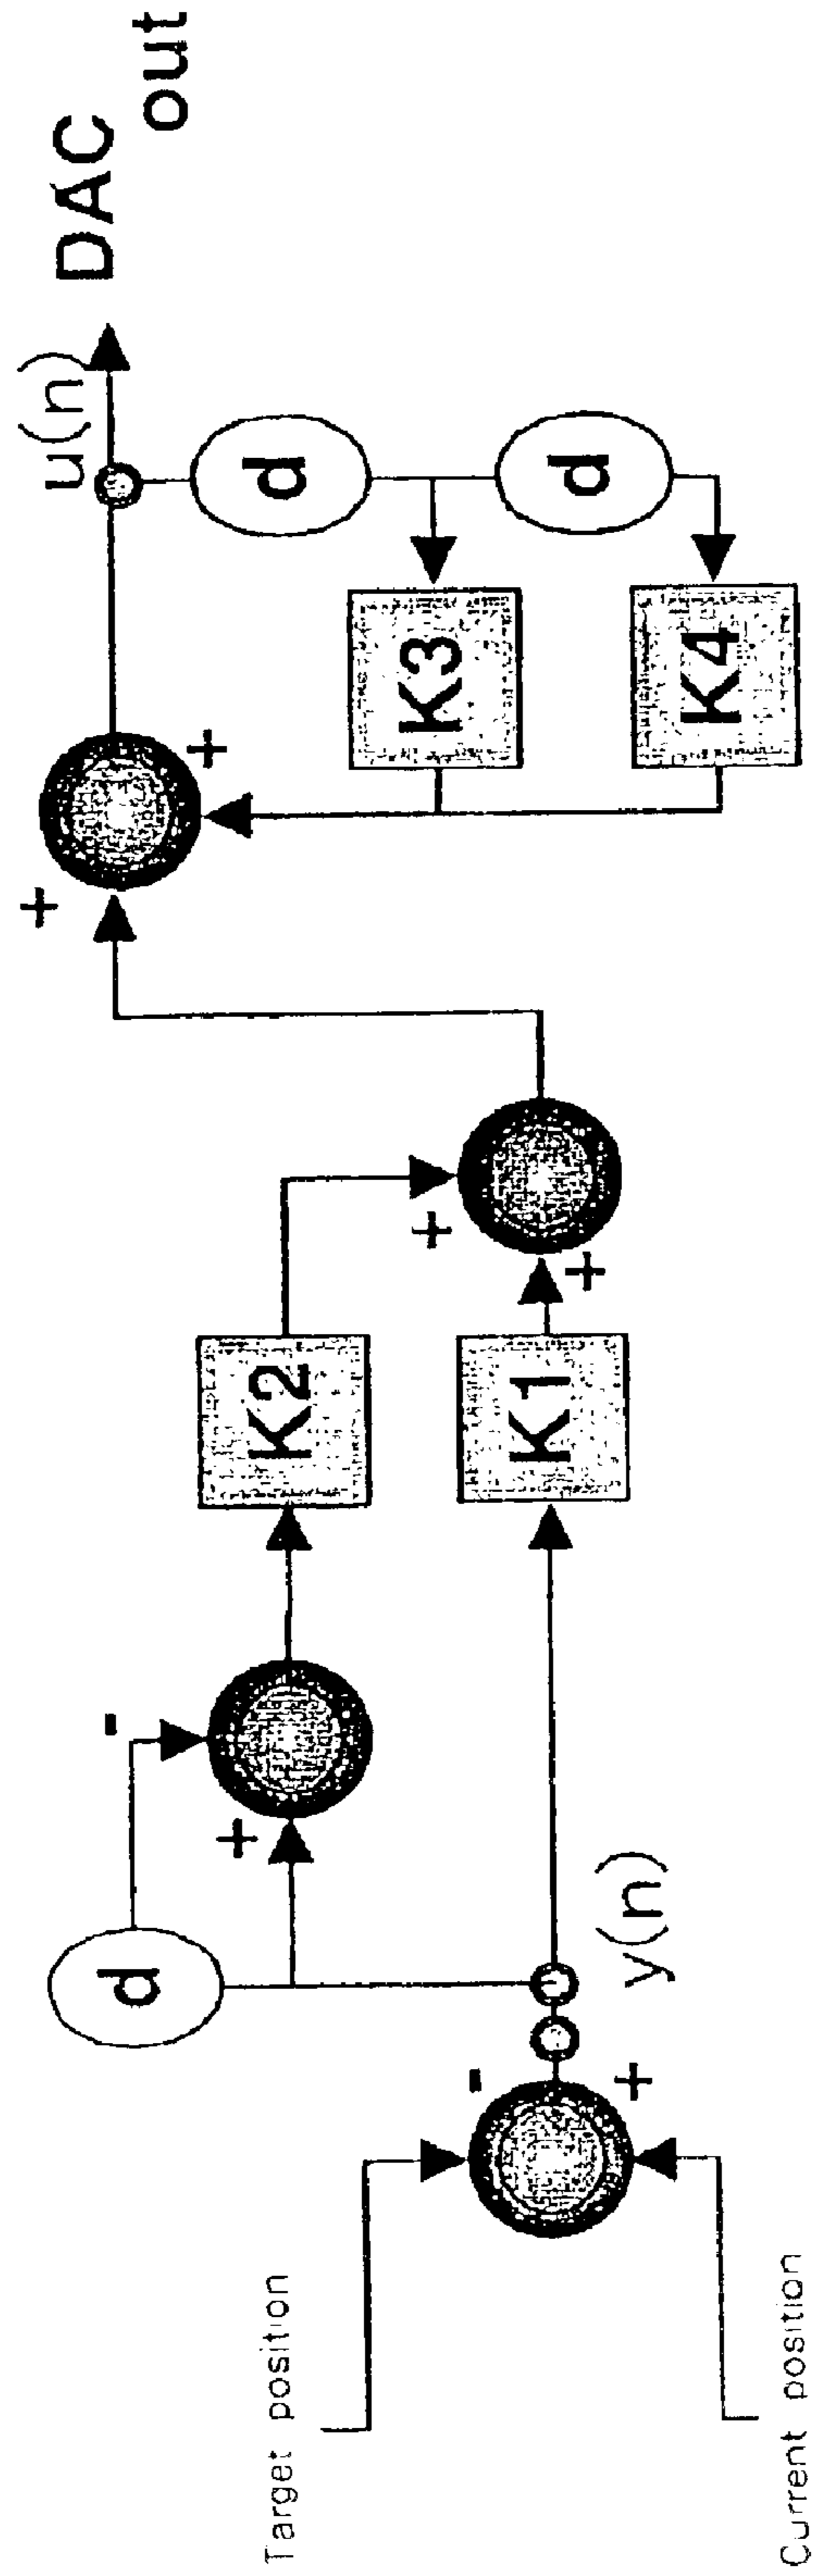 Target position
Current position
-
+
y(n)
d
-
+
K2
K1
+
+
+
+
u(n)
d
d
K3
K4
DAC
out